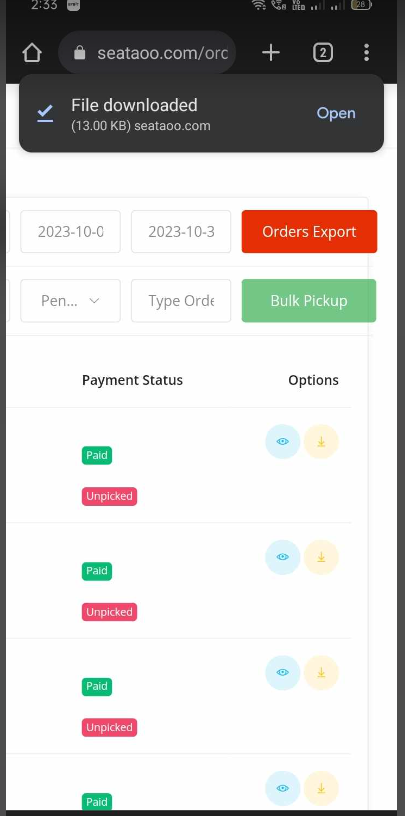 2:33
28
seataoo.com/orc
2
File downloaded
(13.00 KB) seataoo.com
Open
2023-10-0
2023-10-3
Orders Export
Pen...
Type Orde
Bulk Pickup
Payment Status
Options
Paid
Unpicked
Paid
Unpicked
Paid
Unpicked
Paid